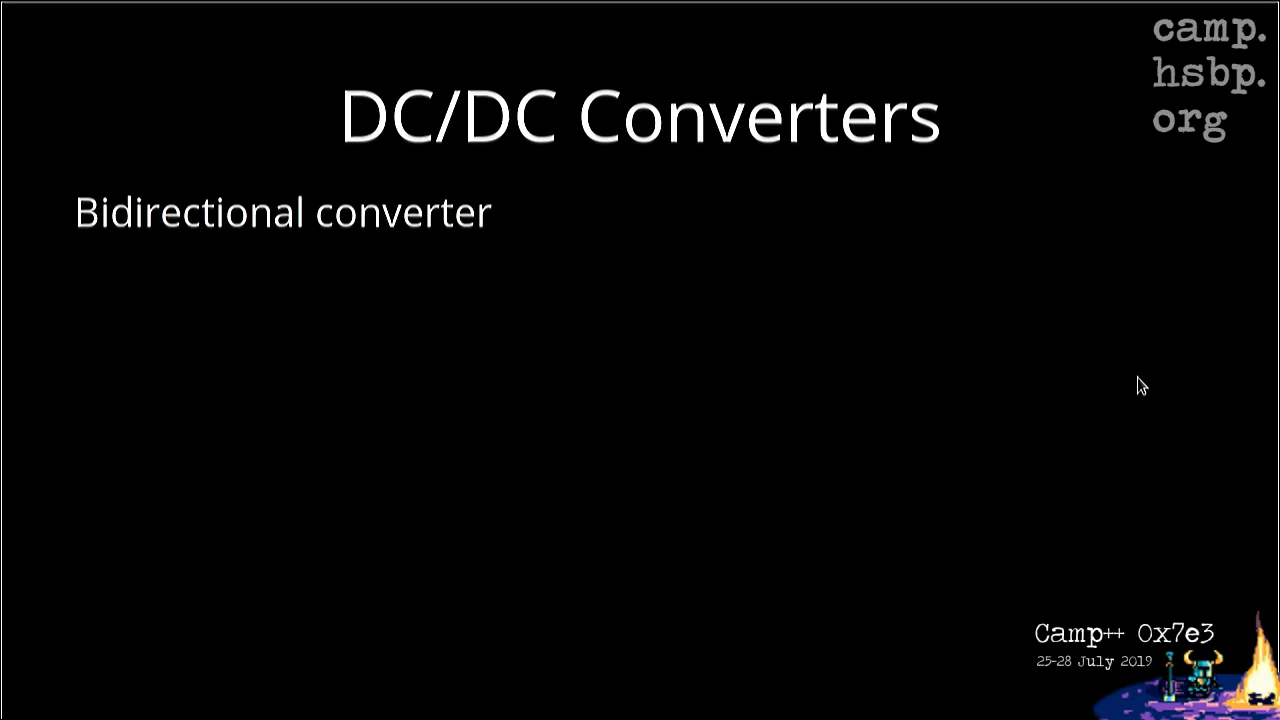 camp.
hsbp.
org
DC/DC Converters
Bidirectional converter
Camp++ 0x7e3
25-28 July 2019